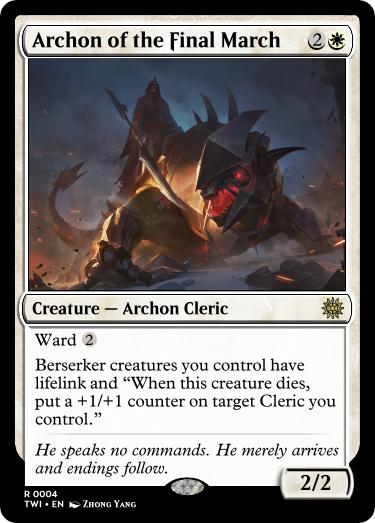 Archon of the Final March 2
Creature — Archon Cleric
Ward 2
Berserker creatures you control have
lifelink and “When this creature dies,
put a +1/+1 counter on target Cleric you
control.”
He speaks no commands. He merely arrives
and endings follow.
2/2
R 0004
TWI • EN Zhong Yang